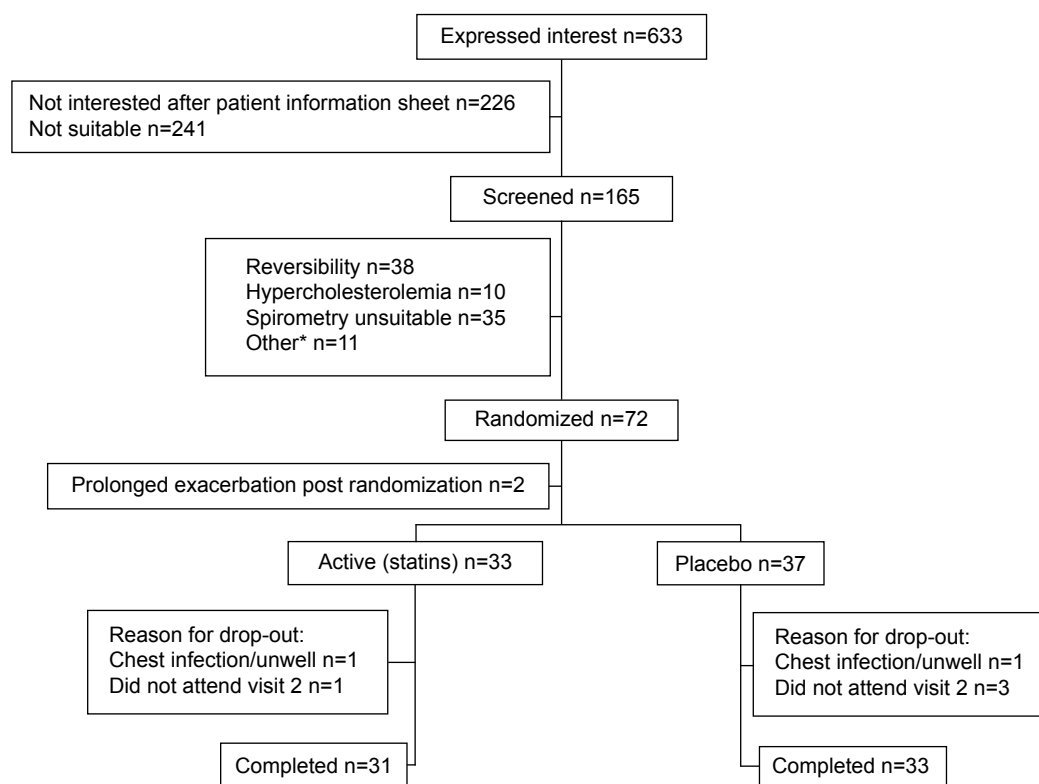 Expressed interest n=633
Not interested after patient information sheet n=226
Not suitable n=241
Screened n=165
Reversibility n=38
Hypercholesterolemia n=10
Spirometry unsuitable n=35
Other* n=11
Randomized n=72
Prolonged exacerbation post randomization n=2
Active (statins) n=33
Placebo n=37
Reason for drop-out:
Chest infection/unwell n=1
Did not attend visit 2 n=1
Reason for drop-out:
Chest infection/unwell n=1
Did not attend visit 2 n=3
Completed n=31
Completed n=33